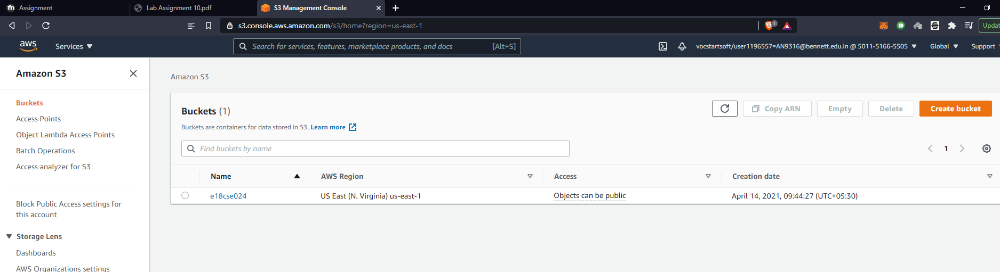 Assignment
Lab Assignment 10.pdf
S3 Management Console
s3.console.aws.amazon.com/s3/home?region=us-east-1
1
Updat
aws
Services
Search for services, features, marketplace products, and docs
[Alt+S]
vocstartsoft/user1196557=AN9316@bennett.edu.in @ 5011-5166-5505
Global
Support
Amazon S3
Buckets
Access Points
Object Lambda Access Points
Batch Operations
Access analyzer for S3
Block Public Access settings for
this account
Storage Lens
Dashboards
AWS Organizations settings
Amazon S3
Buckets (1)
Copy ARN
Empty
Delete
Create bucket
Buckets are containers for data stored in S3. Learn more
Find buckets by name
1
Name AWS Region Access Creation date
e18cse024 US East (N. Virginia) us-east-1 Objects can be public April 14, 2021, 09:44:27 (UTC+05:30)